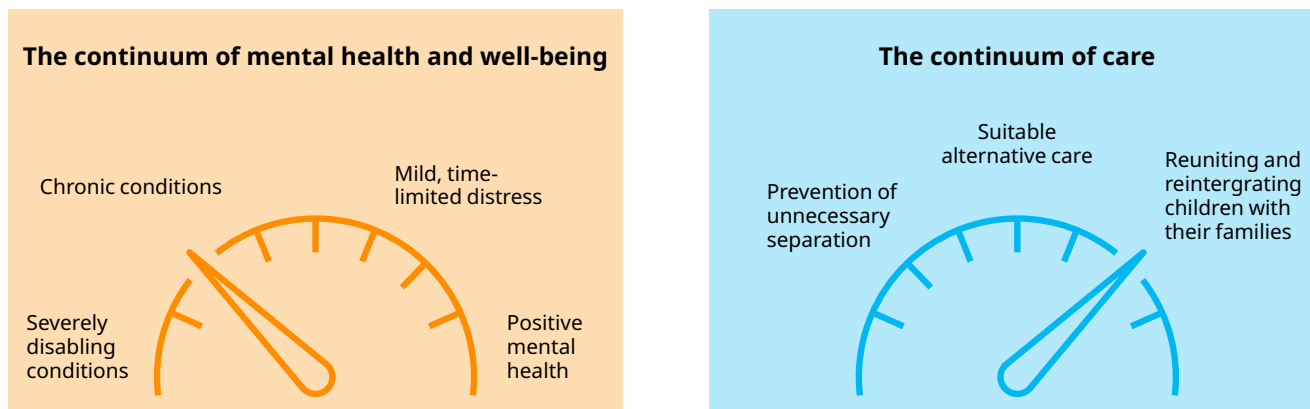 The continuum of mental health and well-being
Chronic conditions
Mild, time-
limited distress
Severely
disabling
conditions
Positive
mental
health
The continuum of care
Suitable
alternative care
Prevention of
unnecessary
separation
Reuniting and
reintergrating
children with
their families